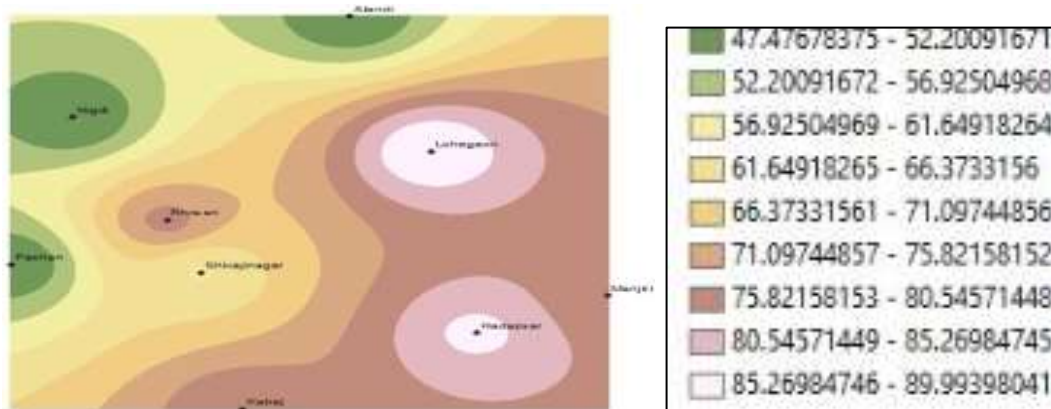 Alandi
Nigdi
Lohegaon
Bhosari
Pashan
Shivajinagar
Manjri
Hadapsar
Katraj
47.47678375 - 52.20091671
52.20091672 - 56.92504968
56.92504969 - 61.64918264
61.64918265 - 66.3733156
66.37331561 - 71.09744856
71.09744857 - 75.82158152
75.82158153 - 80.54571448
80.54571449 - 85.26984745
85.26984746 - 89.99398041